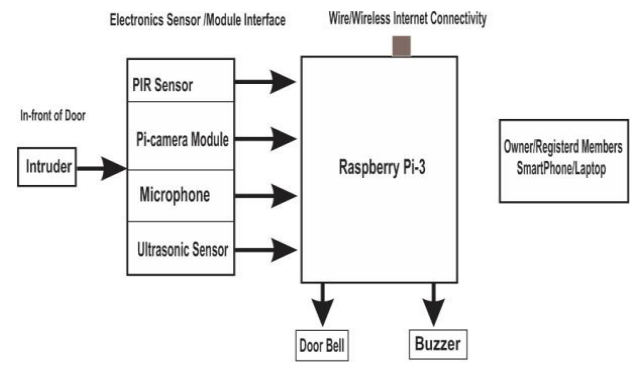 Electronics Sensor /Module Interface
Wire/Wireless Internet Connectivity
PIR Sensor
In-front of Door
Pi-camera Module
Intruder
Raspberry Pi-3
Owner/Registerd Members
SmartPhone/Laptop
Microphone
Ultrasonic Sensor
Door Bell
Buzzer